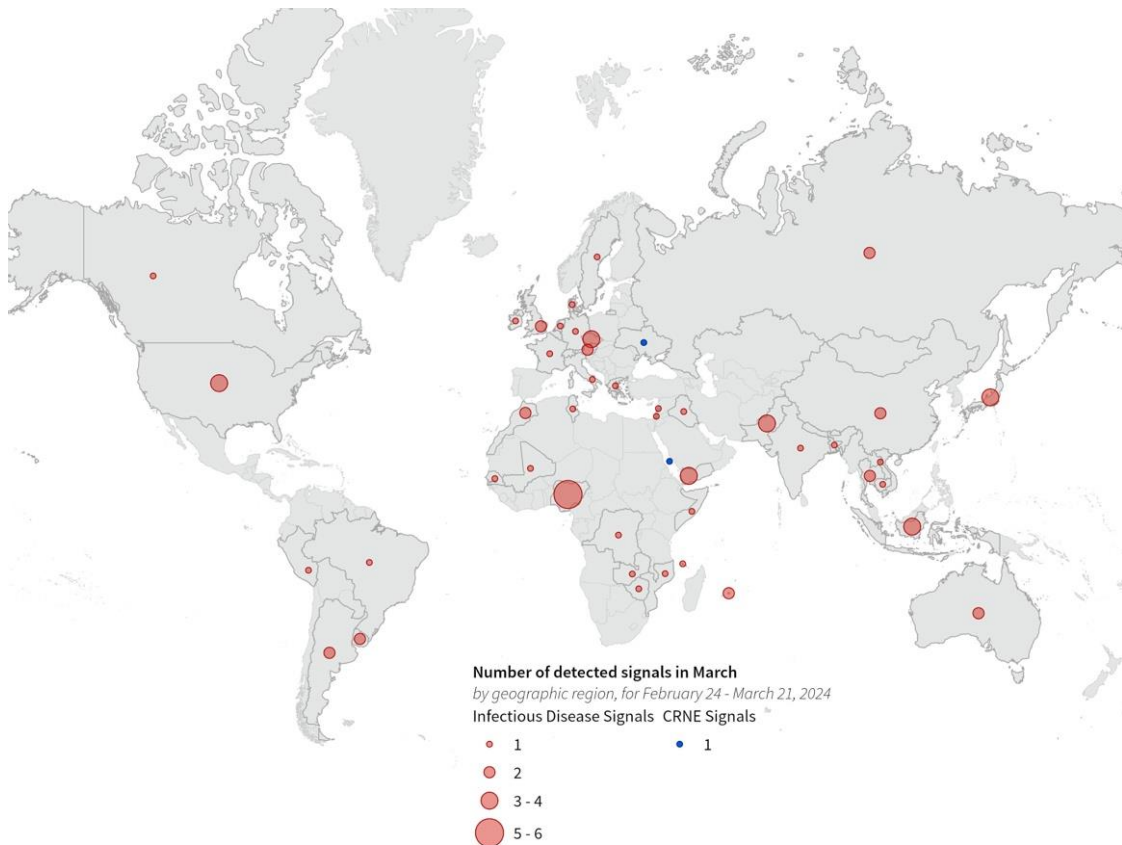 Number of detected signals in March
by geographic region, for February 24 - March 21, 2024
Infectious Disease Signals CRNE Signals
1 1
2
3 - 4
5 - 6